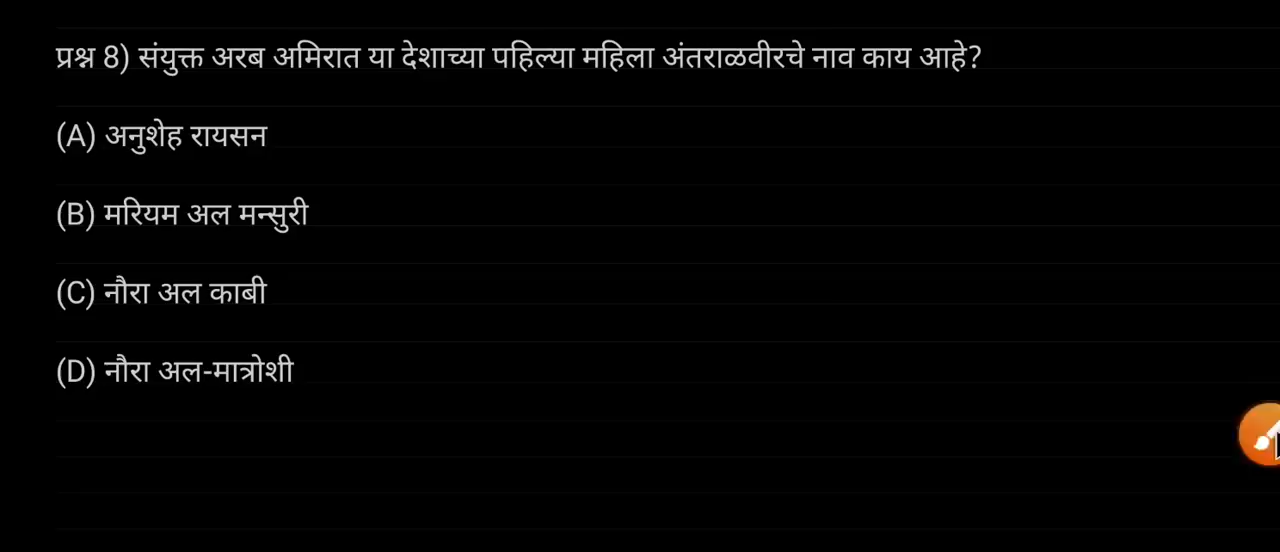 प्रश्न 8) संयुक्त अरब अमिरात या देशाच्या पहिल्या महिला अंतराळवीरचे नाव काय आहे?
(A) अनुशेह रायसन
(B) मरियम अल मन्सुरी
(C) नौरा अल काबी
(D) नौरा अल-मात्रोशी